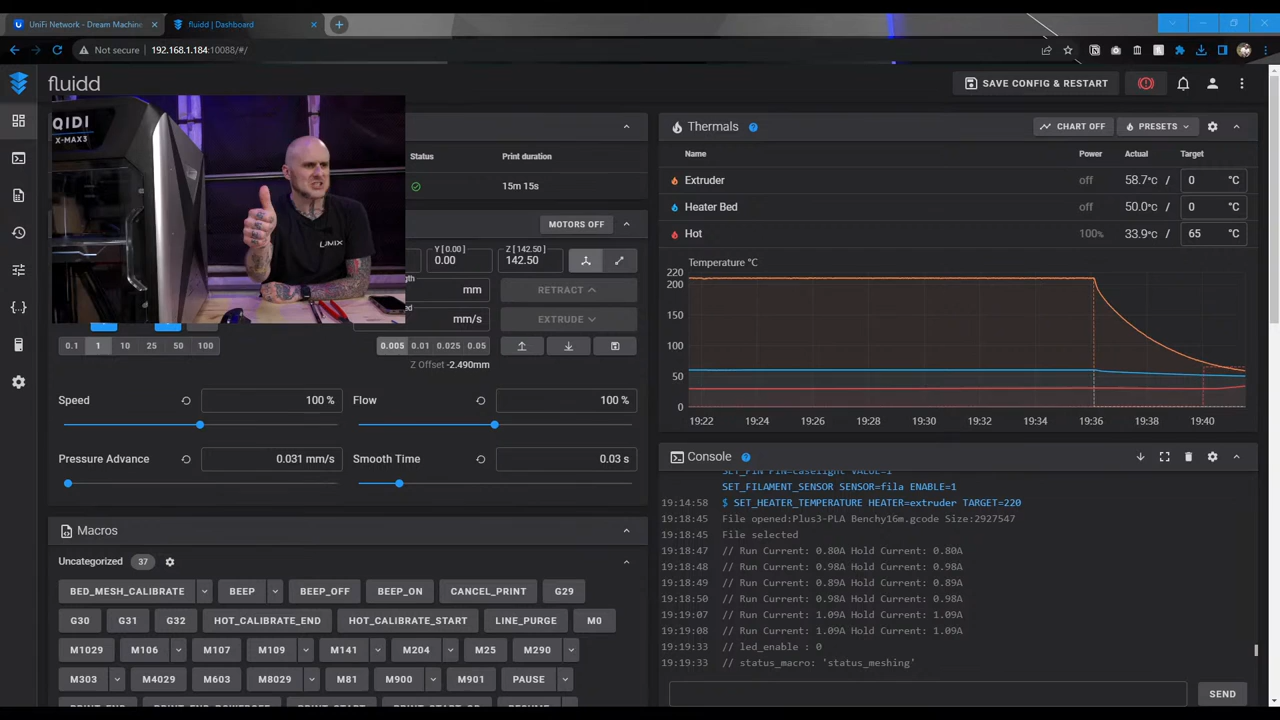 UniFi Network - Dream Machine
fluidd | Dashboard
Not secure
192.168.1.184:10088/#/
fluidd
SAVE CONFIG & RESTART
QIDI
X-MAX3
UMIX
Status
Print duration
15m 15s
MOTORS OFF
Y [ 0.00 ]
0.00
Z [ 142.50 ]
142.50
mm
RETRACT
mm/s
EXTRUDE
0.1 1 10 25 50 100
0.005 0.01 0.025 0.05
Z Offset -2.490mm
Speed
100 %
Flow
100 %
Pressure Advance
0.031 mm/s
Smooth Time
0.03 s
Macros
Uncategorized 37
BED_MESH_CALIBRATE BEEP BEEP_OFF BEEP_ON CANCEL_PRINT G29
G30 G31 G32 HOT_CALIBRATE_END HOT_CALIBRATE_START LINE_PURGE M0
M1029 M106 M107 M109 M141 M204 M25 M290
M303 M4029 M603 M8029 M81 M900 M901 PAUSE
PRINT_END PRINT_END_POWEROFF PRINT_START RESUME
Thermals
CHART OFF
PRESETS
Name Power Actual Target
Extruder off 58.7°C / 0 °C
Heater Bed off 50.0°C / 0 °C
Hot 100% 33.9°C / 65 °C
Temperature °C
220
200
150
100
50
0
19:22 19:24 19:26 19:28 19:30 19:32 19:34 19:36 19:38 19:40
Console
SET_PIN PIN=caselight VALUE=1
SET_FILAMENT_SENSOR SENSOR=fila ENABLE=1
19:14:58 $ SET_HEATER_TEMPERATURE HEATER=extruder TARGET=220
19:18:45 File opened:Plus3-PLA Benchy16m.gcode Size:2927547
19:18:45 File selected
19:18:47 // Run Current: 0.80A Hold Current: 0.80A
19:18:48 // Run Current: 0.98A Hold Current: 0.98A
19:18:49 // Run Current: 0.89A Hold Current: 0.89A
19:18:50 // Run Current: 0.98A Hold Current: 0.98A
19:19:07 // Run Current: 1.09A Hold Current: 1.09A
19:19:08 // Run Current: 1.09A Hold Current: 1.09A
19:19:33 // led_enable : 0
19:19:33 // status_macro: 'status_meshing'
SEND